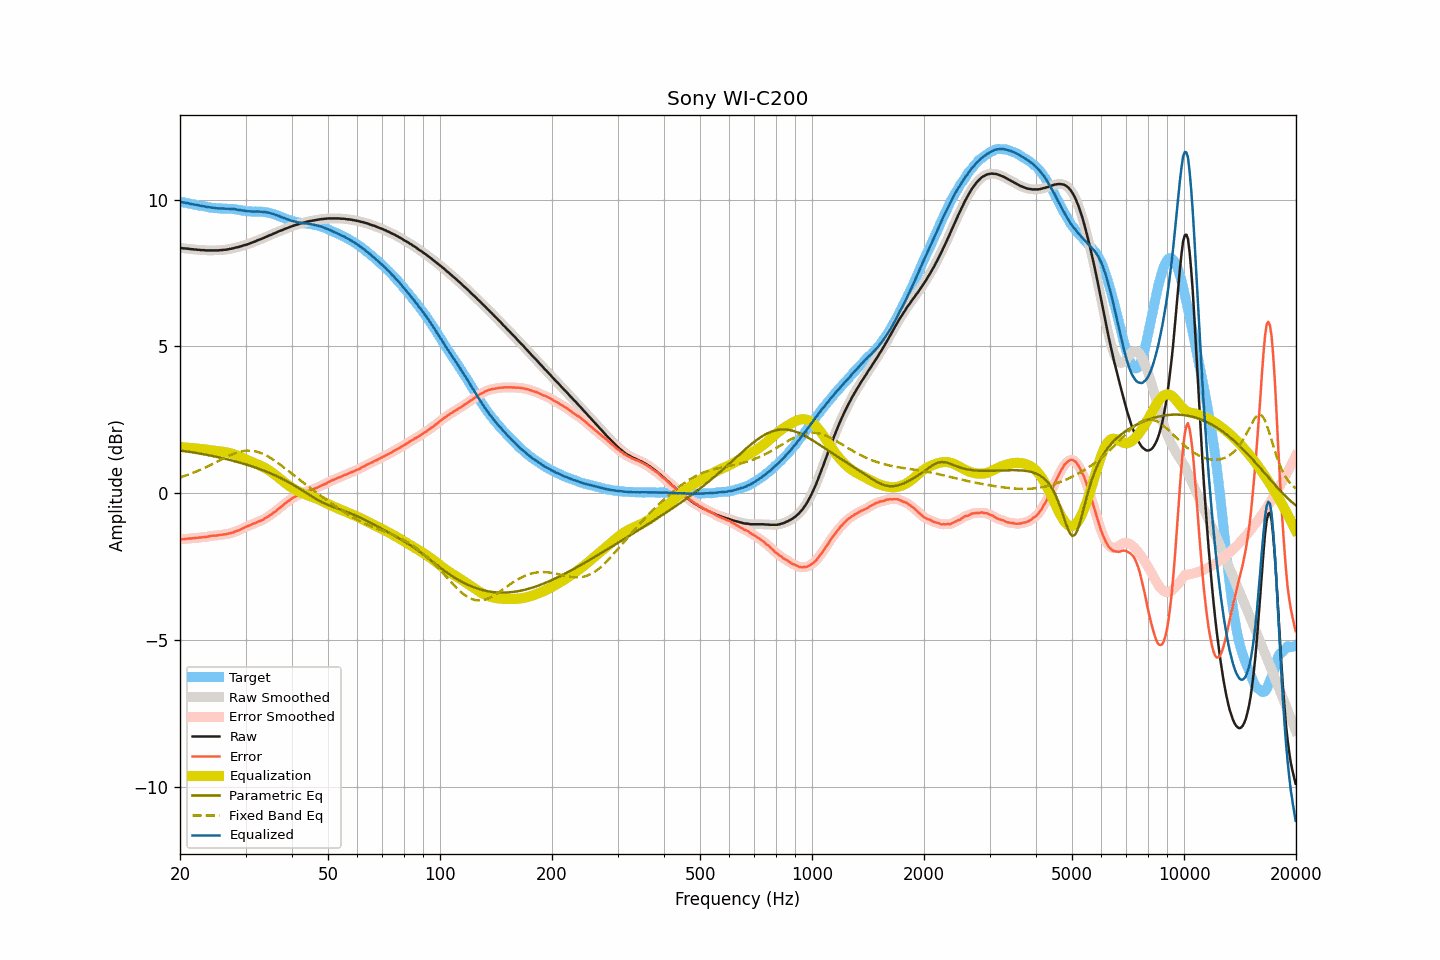 Sony WI-C200
Amplitude (dBr)
10
5
0
−5
−10
Target
Raw Smoothed
Error Smoothed
Raw
Error
Equalization
Parametric Eq
Fixed Band Eq
Equalized
20 50 100 200 500 1000 2000 5000 10000 20000
Frequency (Hz)